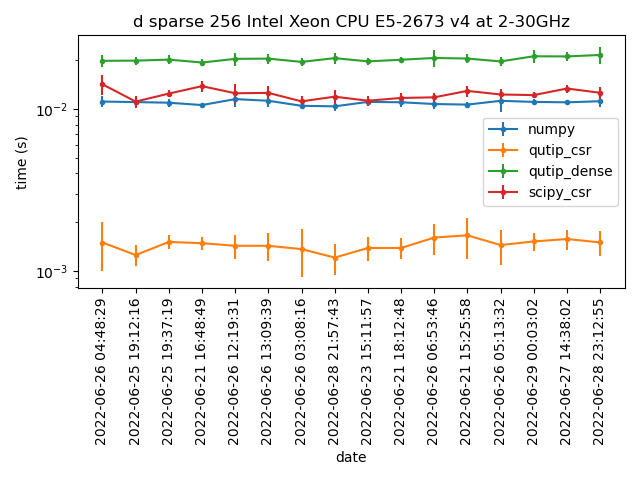 d sparse 256 Intel Xeon CPU E5-2673 v4 at 2-30GHz
time (s)
10⁻²
10⁻³
numpy
qutip_csr
qutip_dense
scipy_csr
2022-06-26 04:48:29
2022-06-25 19:12:16
2022-06-25 19:37:19
2022-06-21 16:48:49
2022-06-26 12:19:31
2022-06-26 13:09:39
2022-06-26 03:08:16
2022-06-28 21:57:43
2022-06-23 15:11:57
2022-06-21 18:12:48
2022-06-26 06:53:46
2022-06-21 15:25:58
2022-06-26 05:13:32
2022-06-29 00:03:02
2022-06-27 14:38:02
2022-06-28 23:12:55
date